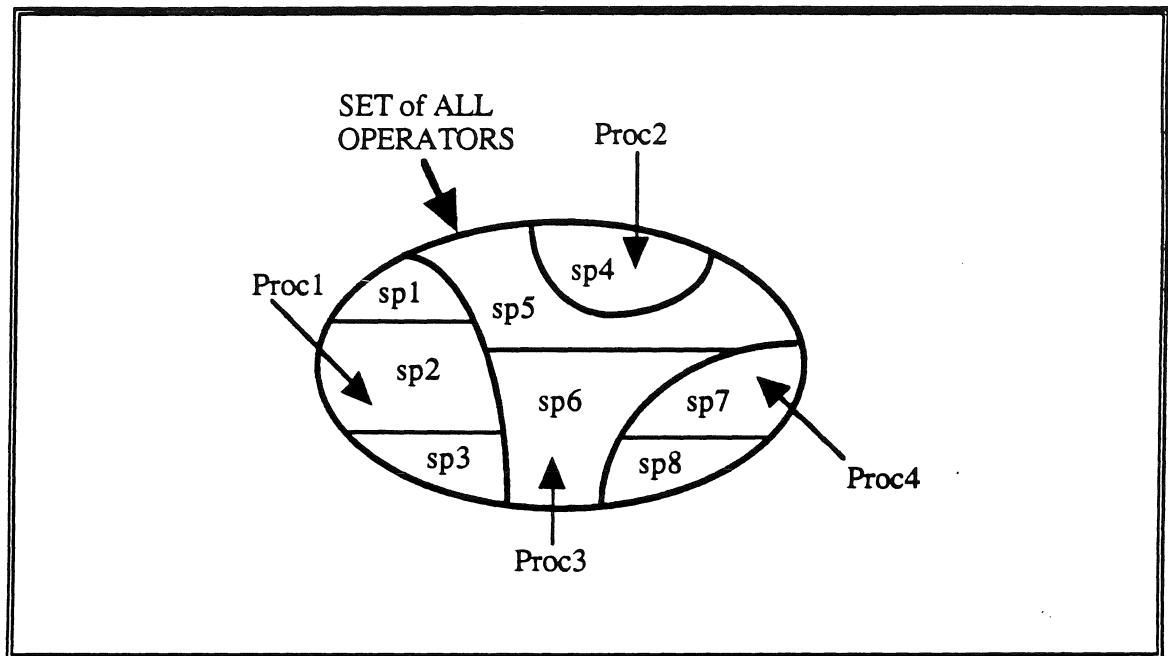 SET of ALL
OPERATORS
Proc2
sp4
Proc1
sp1
sp5
sp2
sp6
sp7
sp3
sp8
Proc4
Proc3